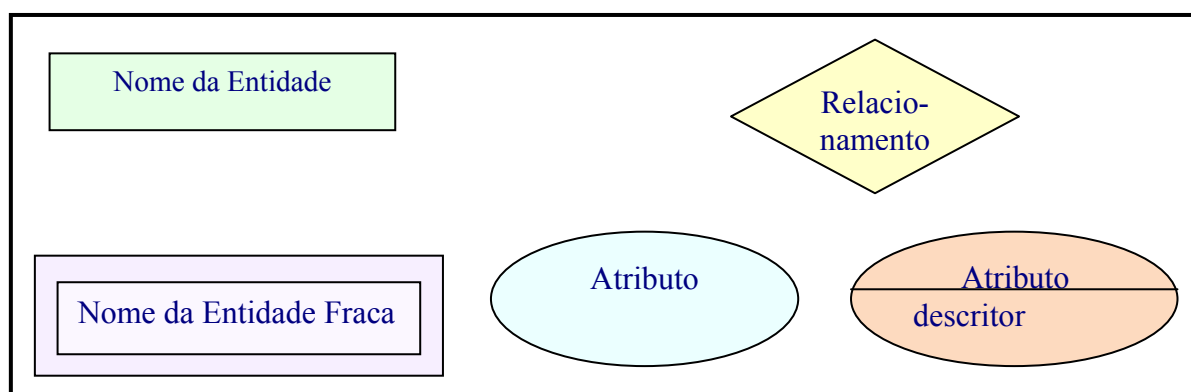 Nome da Entidade
Relacio-
namento
Nome da Entidade Fraca
Atributo
Atributo
descritor